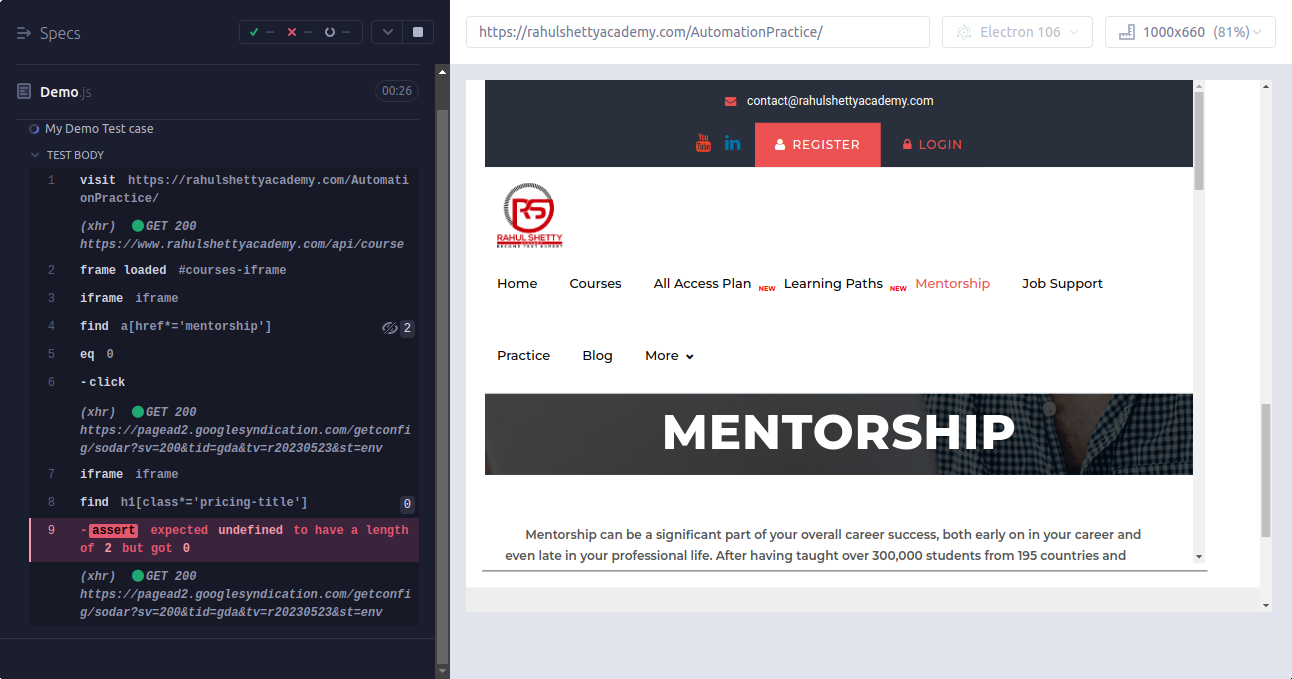 Specs
Demo.js
00:26
My Demo Test case
TEST BODY
1 visit https://rahulshettyacademy.com/Automati
onPractice/
(xhr) GET 200
https://www.rahulshettyacademy.com/api/course
2 frame loaded #courses-iframe
3 iframe iframe
4 find a[href*='mentorship'] 2
5 eq 0
6 -click
(xhr) GET 200
https://pagead2.googlesyndication.com/getconfi
g/sodar?sv=200&tid=gda&tv=r20230523&st=env
7 iframe iframe
8 find h1[class*='pricing-title'] 0
9 -assert expected undefined to have a length
of 2 but got 0
(xhr) GET 200
https://pagead2.googlesyndication.com/getconfi
g/sodar?sv=200&tid=gda&tv=r20230523&st=env
https://rahulshettyacademy.com/AutomationPractice/
Electron 106
1000x660 (81%)
contact@rahulshettyacademy.com
You
Tube
in
REGISTER
LOGIN
RS
RAHUL SHETTY
Home Courses All Access Plan NEW Learning Paths NEW Mentorship Job Support
Practice Blog More
MENTORSHIP
Mentorship can be a significant part of your overall career success, both early on in your career and
even late in your professional life. After having taught over 300,000 students from 195 countries and